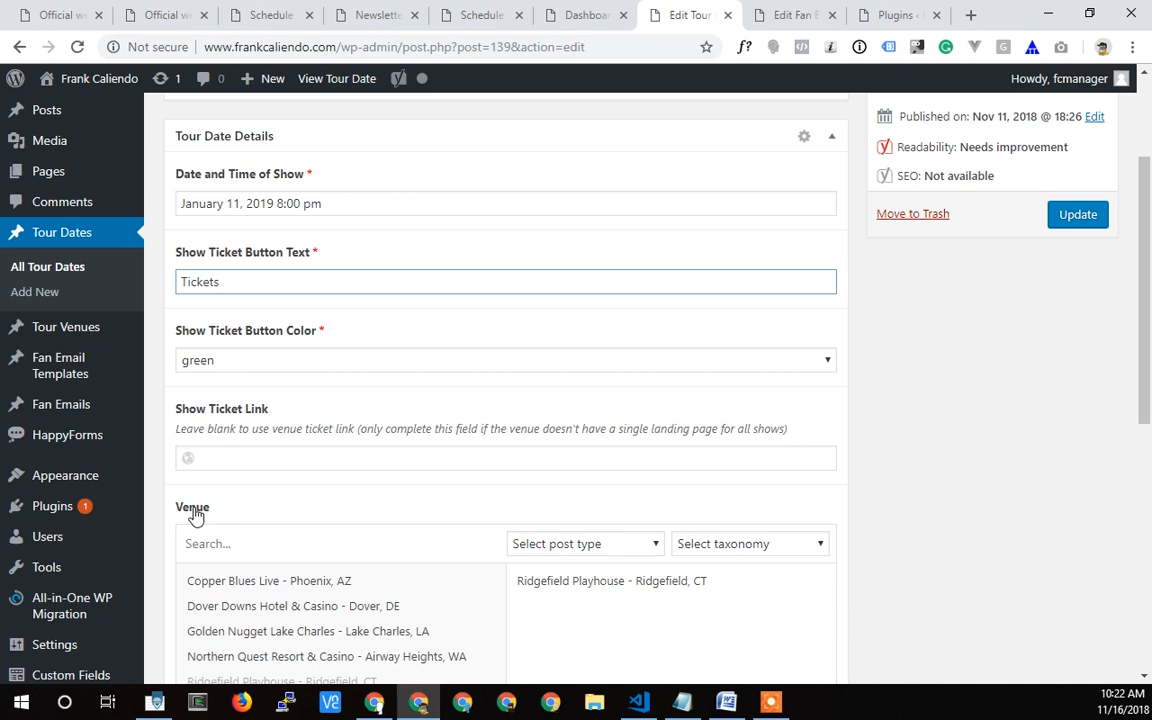 Official w
Official w
Schedule
Newslette
Schedule
Dashboar
Edit Tour
Edit Fan E
Plugins ‹
Not secure
www.frankcaliendo.com/wp-admin/post.php?post=139&action=edit
f?
Frank Caliendo
1
0
New
View Tour Date
Howdy, fcmanager
Posts
Media
Pages
Comments
Tour Dates
All Tour Dates
Add New
Tour Venues
Fan Email
Templates
Fan Emails
HappyForms
Appearance
Plugins 1
Users
Tools
All-in-One WP
Migration
Settings
Custom Fields
Tour Date Details
Date and Time of Show *
January 11, 2019 8:00 pm
Show Ticket Button Text *
Tickets
Show Ticket Button Color *
green
Show Ticket Link
Leave blank to use venue ticket link (only complete this field if the venue doesn't have a single landing page for all shows)
Venue
Search...
Select post type
Select taxonomy
Copper Blues Live - Phoenix, AZ
Dover Downs Hotel & Casino - Dover, DE
Golden Nugget Lake Charles - Lake Charles, LA
Northern Quest Resort & Casino - Airway Heights, WA
Ridgefield Playhouse - Ridgefield, CT
Ridgefield Playhouse - Ridgefield, CT
Published on: Nov 11, 2018 @ 18:26 Edit
Readability: Needs improvement
SEO: Not available
Move to Trash
Update
10:22 AM
11/16/2018